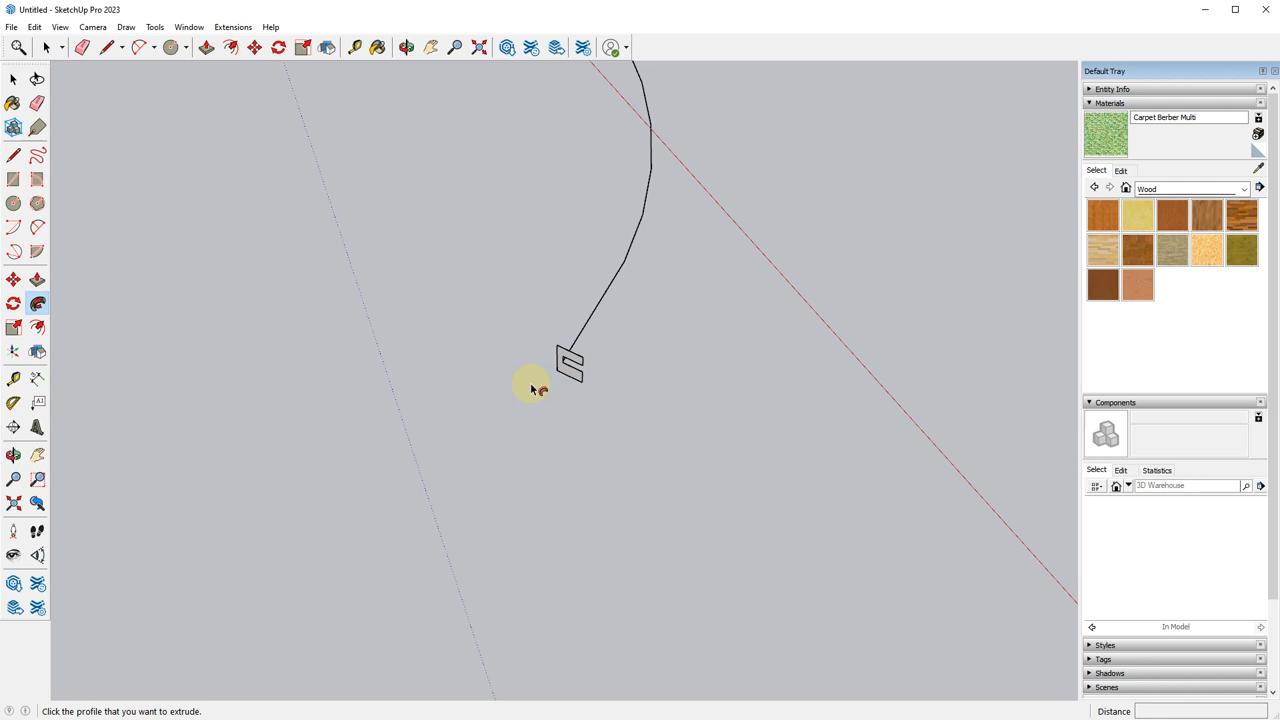 Untitled - SketchUp Pro 2023
File Edit View Camera Draw Tools Window Extensions Help
Default Tray
Entity Info
Materials
Carpet Berber Multi
Select Edit
Wood
Components
Select Edit Statistics
3D Warehouse
In Model
Styles
Tags
Shadows
Scenes
Click the profile that you want to extrude.
Distance